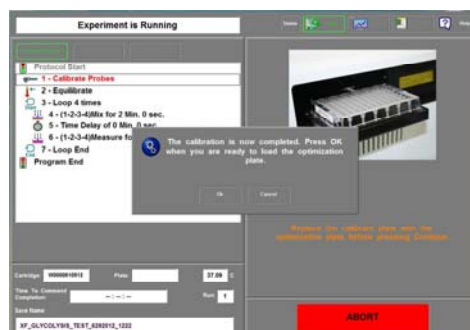 Experiment is Running
Help
Protocol Start
1 - Calibrate Probes
2 - Equilibrate
3 - Loop 4 times
4 - (1-2-3-4)Mix for 2 Min. 0 sec.
5 - Time Delay of 0 Min. 0 sec.
6 - (1-2-3-4)Measure fo
7 - Loop End
Program End
The calibration is now completed. Press OK
when you are ready to load the optimization
plate.
Ok
Cancel
Replace the calibrant plate with the
optimization plate before pressing Continue.
Cartridge:
Plate:
37.09
C
Time To Command
Completion:
--:--:--
Run:
1
Save Name
ABORT